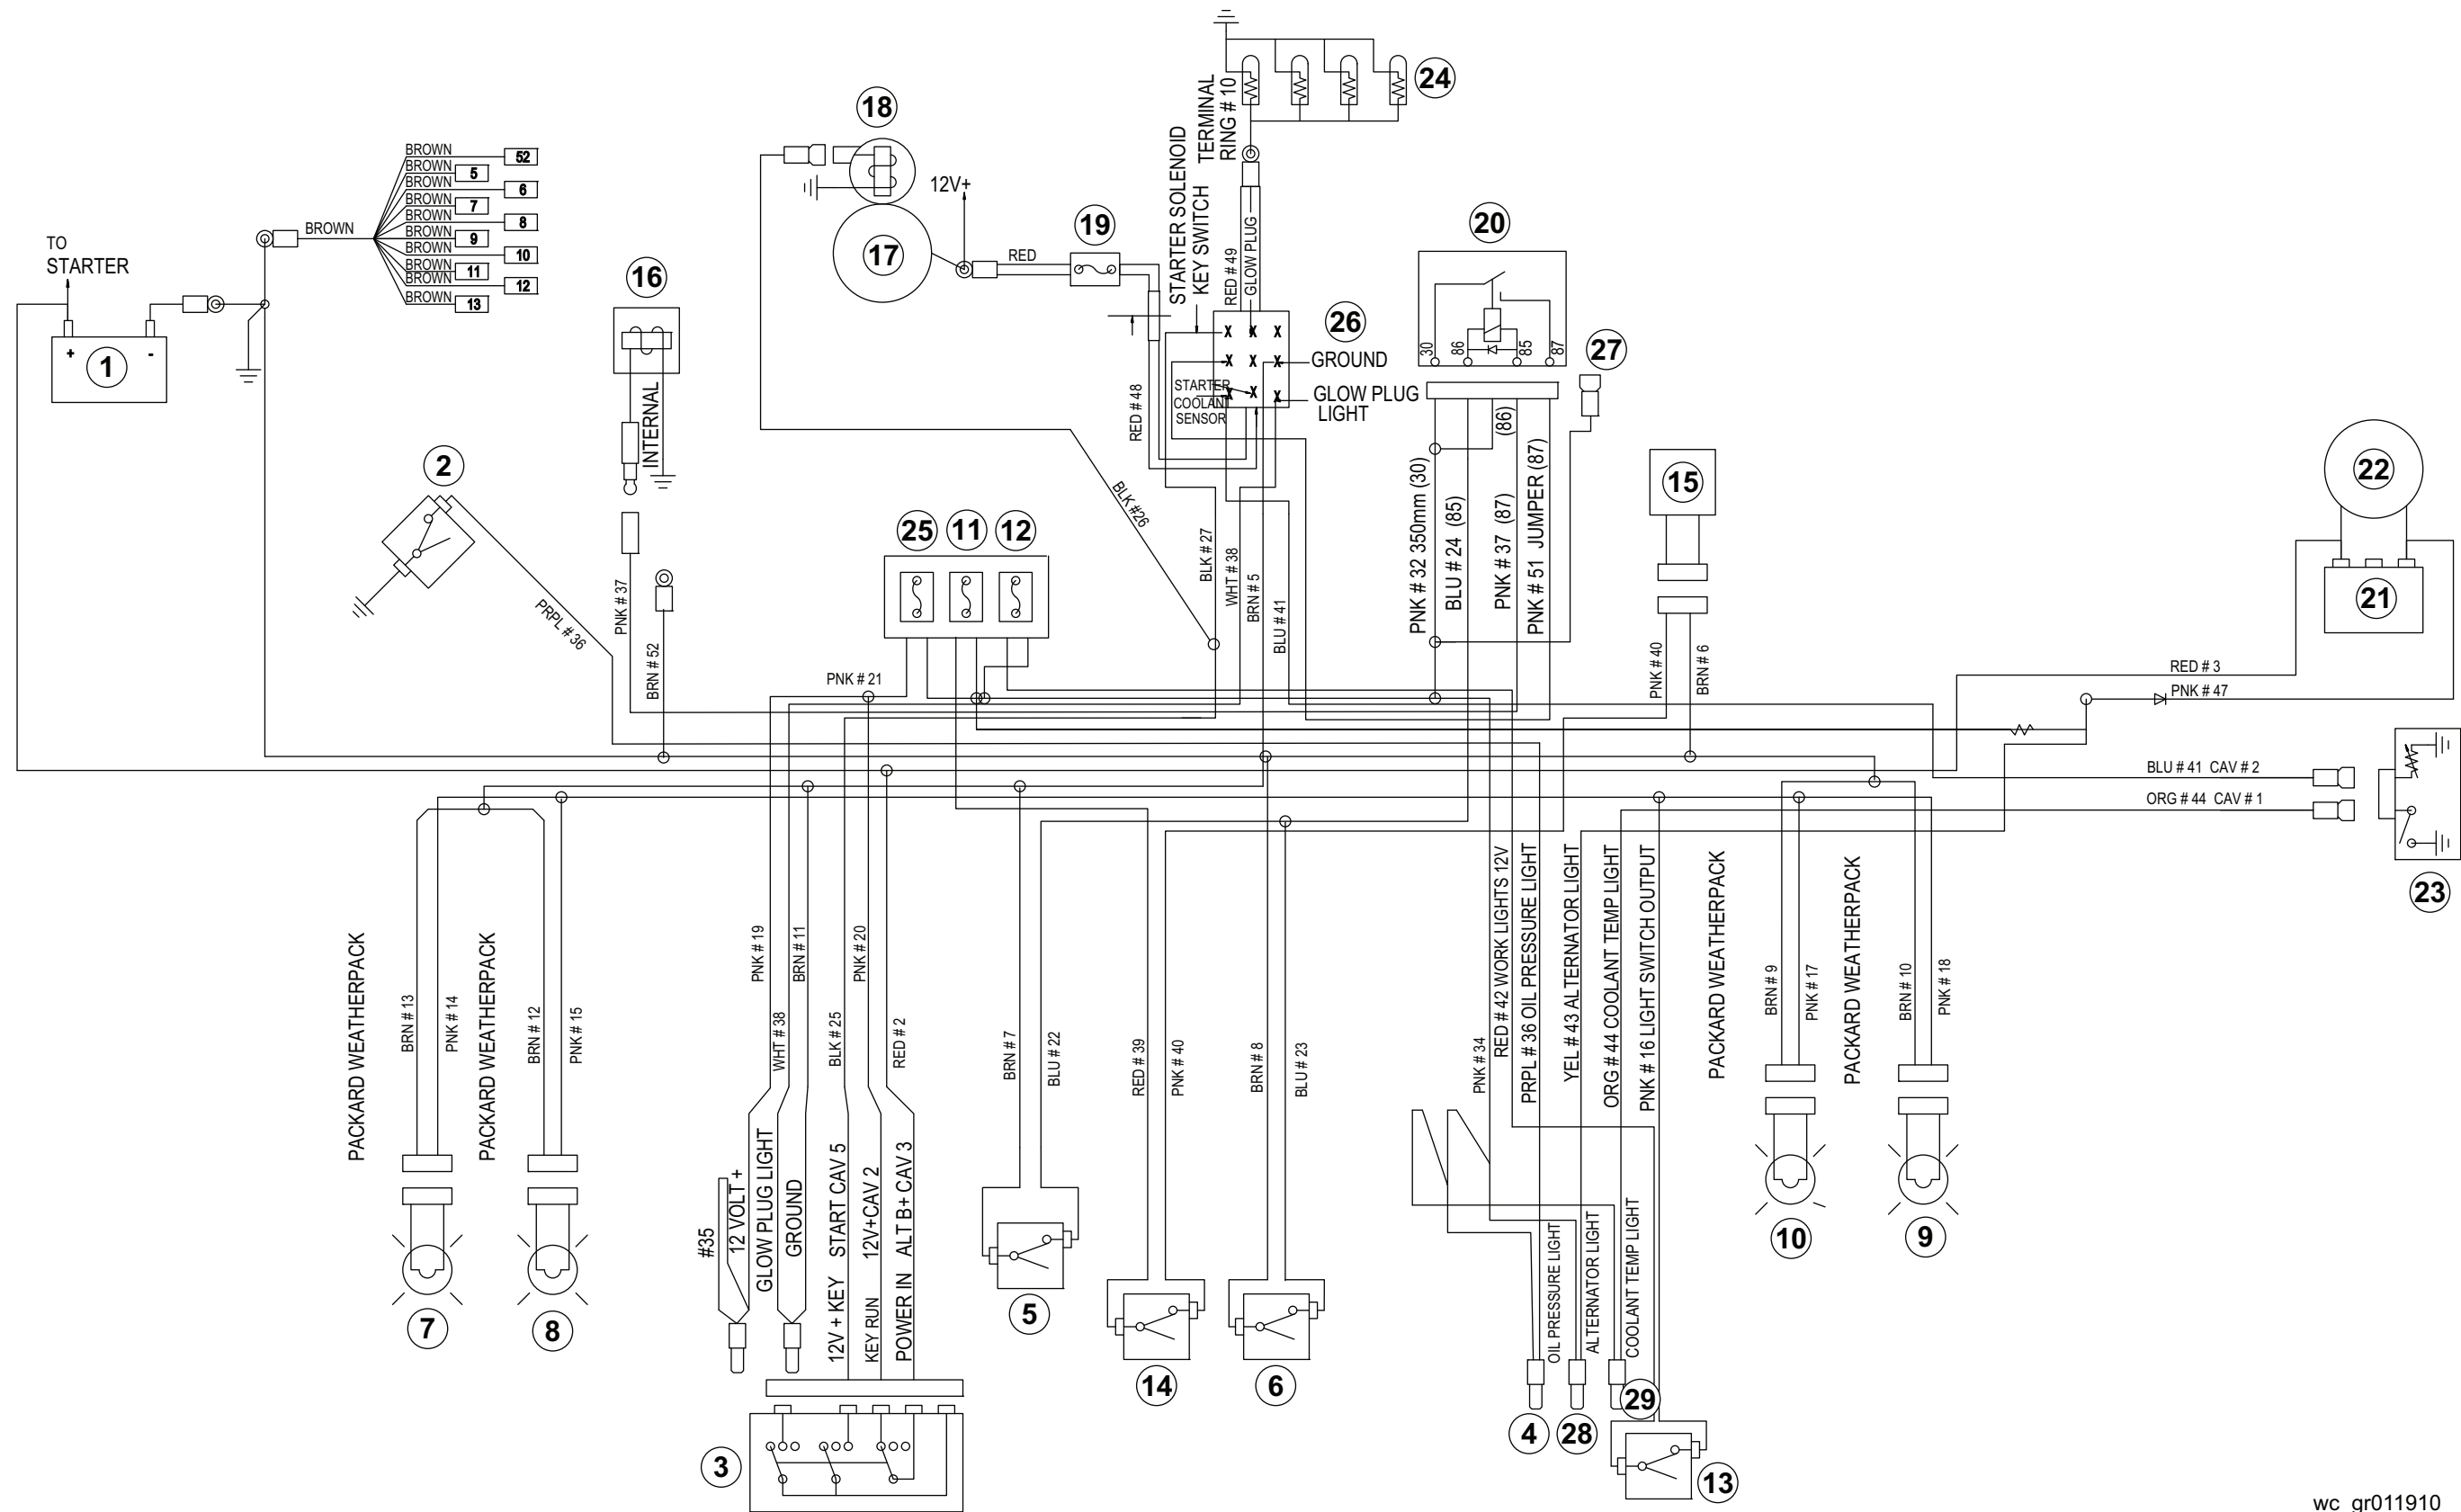 24
18
TERMINAL
RING # 10
STARTER SOLENOID
KEY SWITCH
BROWN 52
BROWN 5
BROWN 6
BROWN 7
BROWN 8
BROWN 9
BROWN 10
BROWN 11
BROWN 12
BROWN 13
BROWN
TO
STARTER
+ 1 -
16
INTERNAL
2
17
12V+
RED
19
RED # 49
GLOW PLUG
X X X
X X X
X X X
26
GROUND
GLOW PLUG
LIGHT
STARTER
COOLANT
SENSOR
RED # 48
20
30
86
85
87
27
15
22
21
PNK # 32 350mm (30)
BLU # 24 (85)
(86)
PNK # 37 (87)
PNK # 51 JUMPER (87)
BLK #26
BLK # 27
WHT # 38
BRN # 5
BLU # 41
25
11
12
PRPL # 36
PNK # 37
BRN # 52
PNK # 21
PNK # 40
BRN # 6
RED # 3
PNK # 47
BLU # 41 CAV # 2
ORG # 44 CAV # 1
23
PACKARD WEATHERPACK
BRN # 13
PNK # 14
PACKARD WEATHERPACK
BRN # 12
PNK # 15
PNK # 19
WHT # 38
BRN # 11
BLK # 25
PNK # 20
RED # 2
BRN # 7
BLU # 22
RED # 39
PNK # 40
BRN # 8
BLU # 23
PNK # 34
RED # 42 WORK LIGHTS 12V
PRPL # 36 OIL PRESSURE LIGHT
YEL # 43 ALTERNATOR LIGHT
ORG # 44 COOLANT TEMP LIGHT
PNK # 16 LIGHT SWITCH OUTPUT
PACKARD WEATHERPACK
BRN # 9
PNK # 17
PACKARD WEATHERPACK
BRN # 10
PNK # 18
#35
12 VOLT +
GLOW PLUG LIGHT
GROUND
12V + KEY START CAV 5
KEY RUN 12V+CAV 2
POWER IN ALT B+ CAV 3
OIL PRESSURE LIGHT
ALTERNATOR LIGHT
COOLANT TEMP LIGHT
7
8
5
14
6
10
9
29
4
28
3
13
wc_gr011910